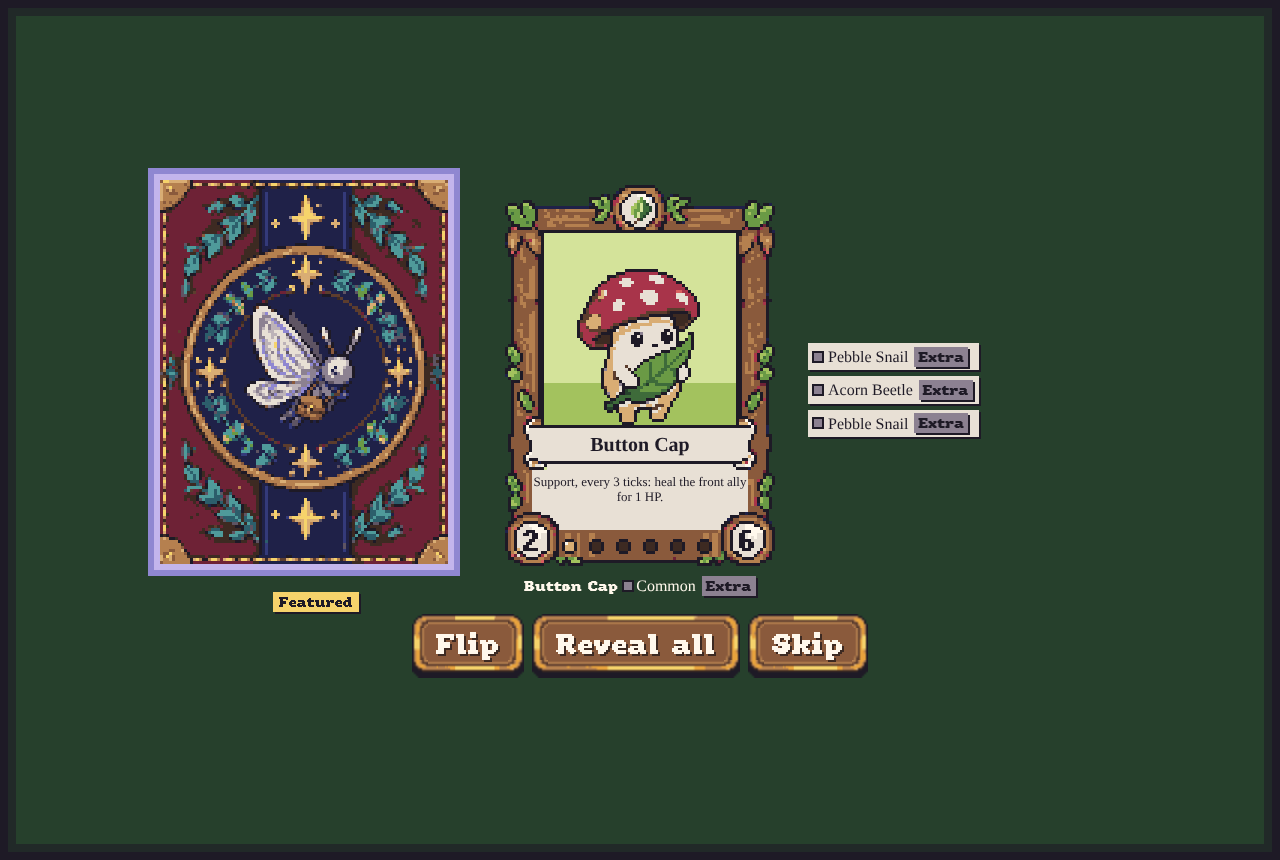 Button Cap
Support, every 3 ticks: heal the front ally
for 1 HP.
2
6
Button Cap Common Extra
Featured
Pebble Snail Extra
Acorn Beetle Extra
Pebble Snail Extra
Flip
Reveal all
Skip